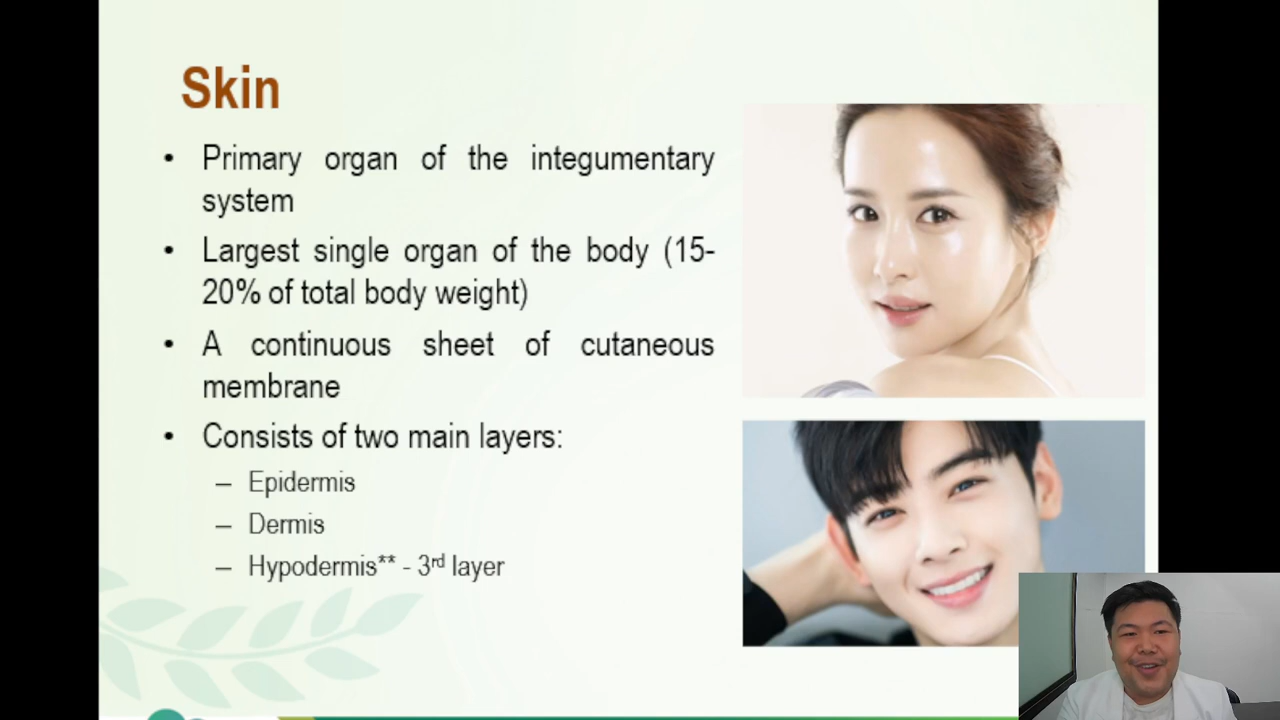 Skin
• Primary organ of the integumentary
system
• Largest single organ of the body (15-
20% of total body weight)
• A continuous sheet of cutaneous
membrane
• Consists of two main layers:
– Epidermis
– Dermis
– Hypodermis** - 3rd layer